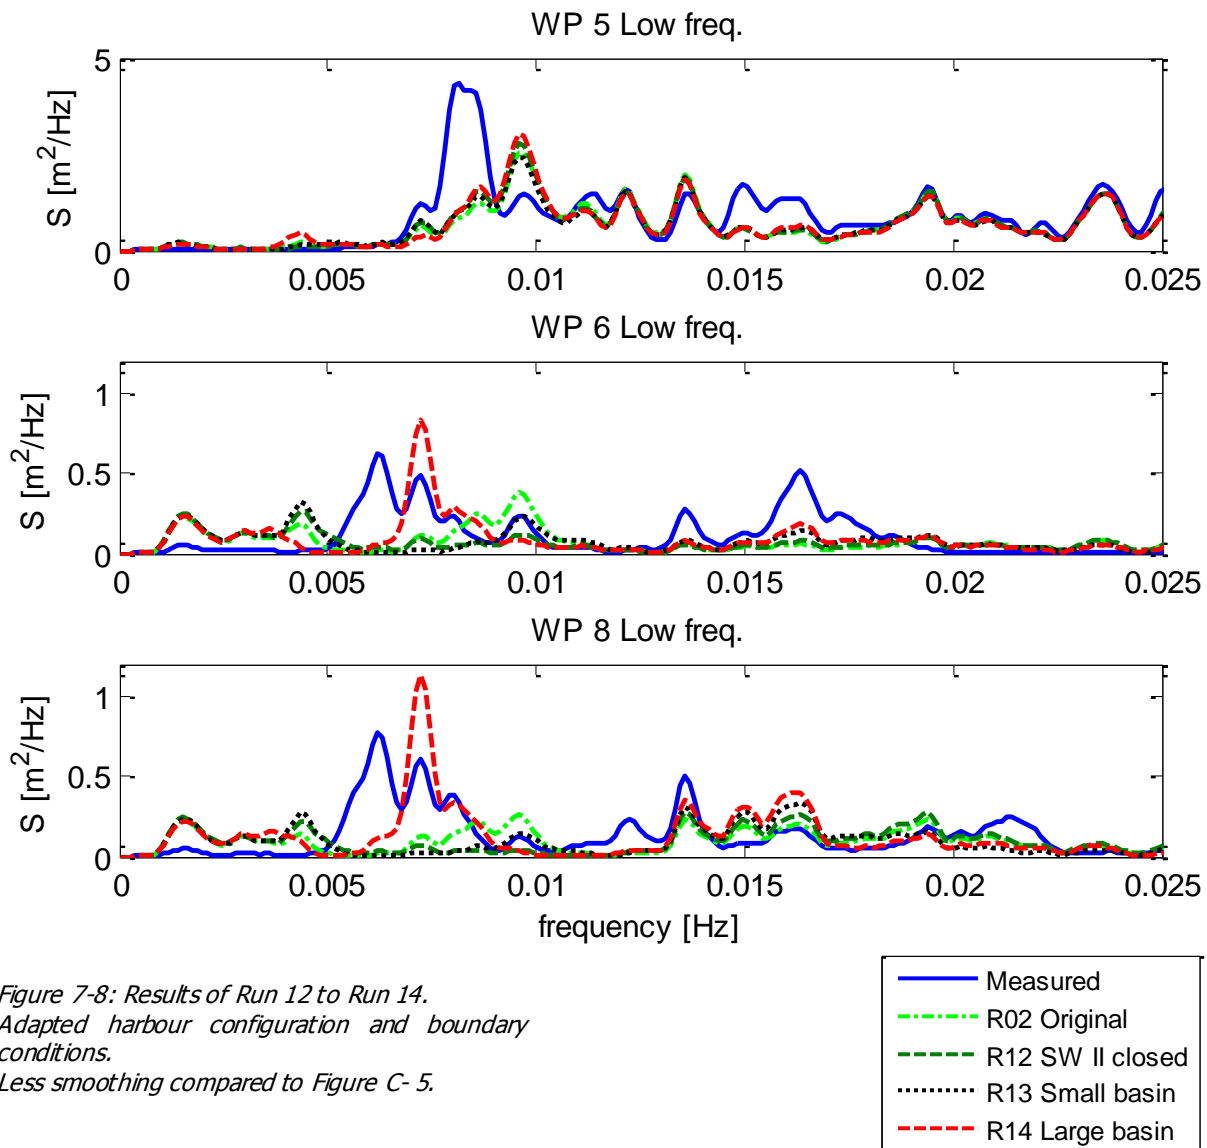 WP 5 Low freq.
S [m²/Hz]
5
0
0 0.005 0.01 0.015 0.02 0.025
WP 6 Low freq.
S [m²/Hz]
1
0.5
0
0 0.005 0.01 0.015 0.02 0.025
WP 8 Low freq.
S [m²/Hz]
1
0.5
0
0 0.005 0.01 0.015 0.02 0.025
frequency [Hz]
Figure 7-8: Results of Run 12 to Run 14.
Adapted harbour configuration and boundary
conditions.
Less smoothing compared to Figure C- 5.
Measured
R02 Original
R12 SW II closed
R13 Small basin
R14 Large basin